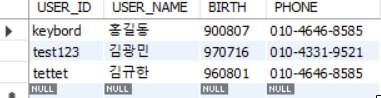 USER_ID USER_NAME BIRTH PHONE
keybord 홍길동 900807 010-4646-8585
test123 김광민 970716 010-4331-9521
tettet 김규한 960801 010-4646-8585
NULL NULL NULL NULL